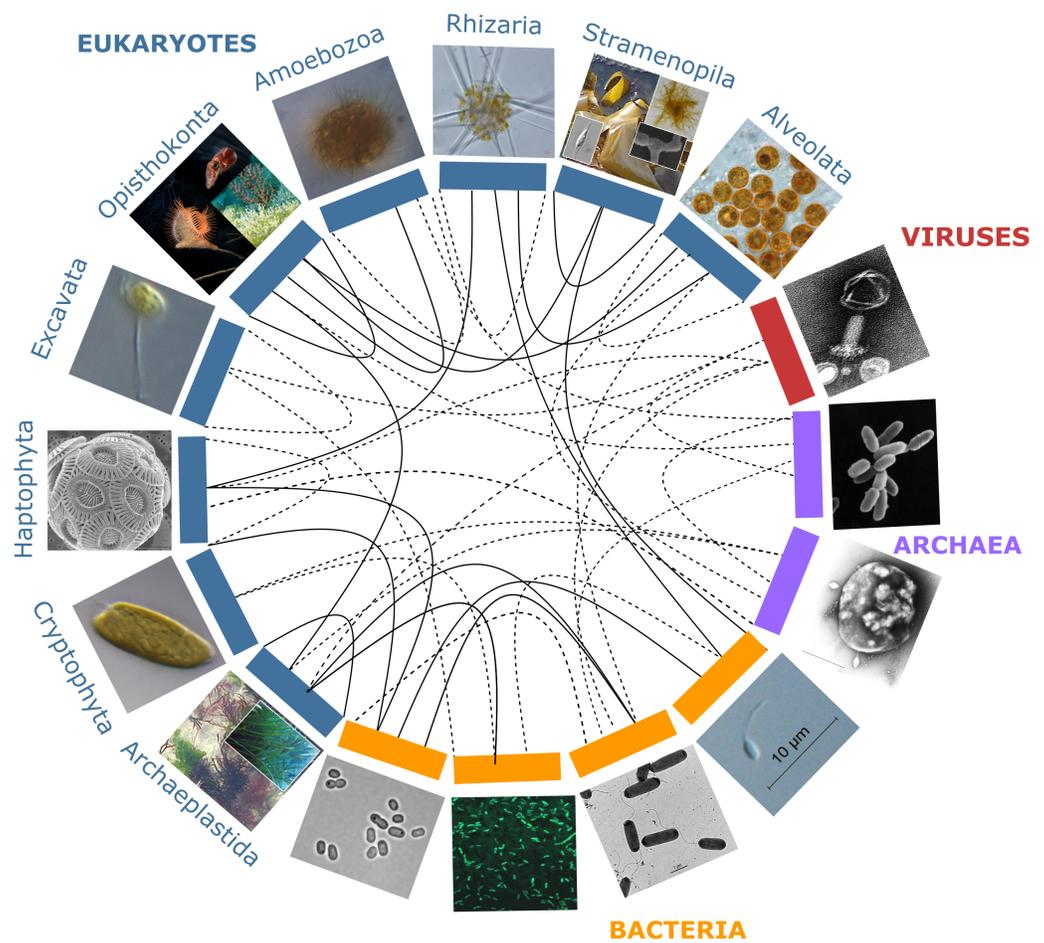 EUKARYOTES
Rhizaria
Stramenopila
Amoebozoa
Alveolata
Opisthokonta
VIRUSES
Excavata
Haptophyta
ARCHAEA
Cryptophyta
10 μm
Archaeplastida
BACTERIA